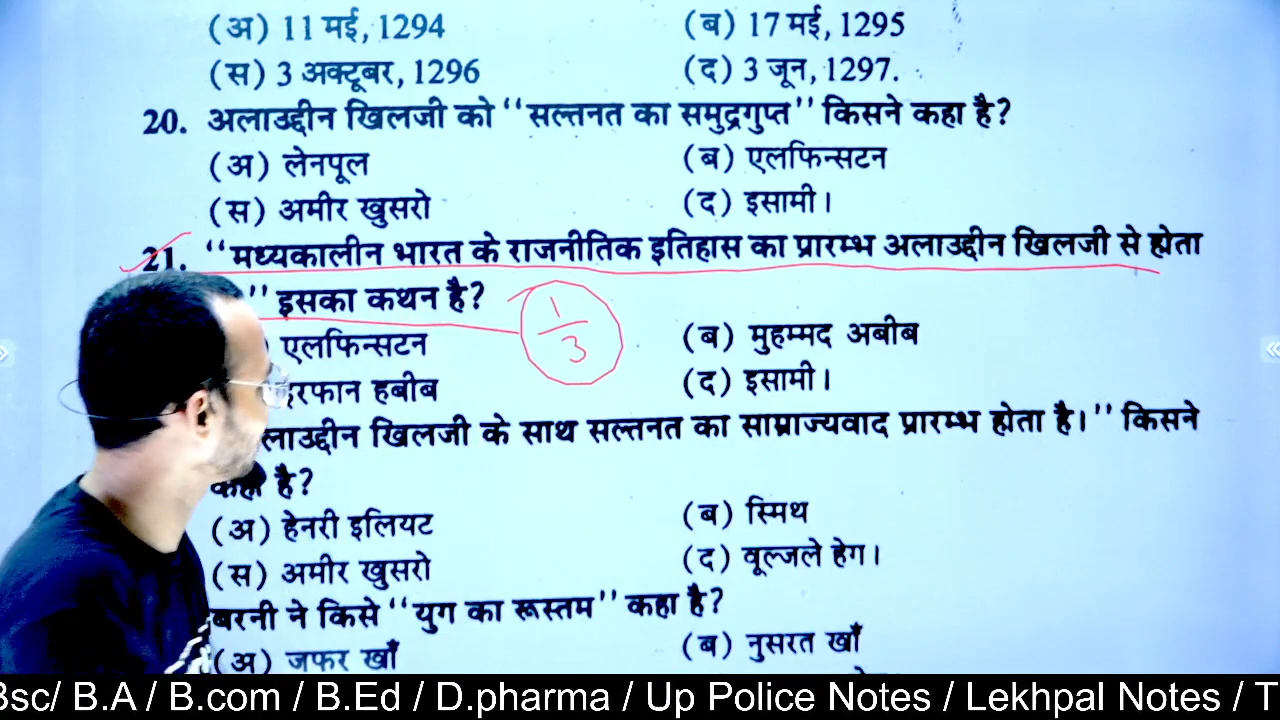 (अ) 11 मई, 1294 (ब) 17 मई, 1295
(स) 3 अक्टूबर, 1296 (द) 3 जून, 1297.
20. अलाउद्दीन खिलजी को ‘‘सल्तनत का समुद्रगुप्त’’ किसने कहा है?
(अ) लेनपूल (ब) एलफिन्सटन
(स) अमीर खुसरो (द) इसामी।
21. ‘‘मध्यकालीन भारत के राजनीतिक इतिहास का प्रारम्भ अलाउद्दीन खिलजी से होता
’’ इसका कथन है?
1/3
) एलफिन्सटन (ब) मुहम्मद अबीब
हबीब (द) इसामी।
खिलजी के साथ सल्तनत का साम्राज्यवाद प्रारम्भ होता है।’’ किसने
कहा है?
(अ) हेनरी इलियट (ब) स्मिथ
(स) अमीर खुसरो (द) वूल्जले हेग।
बरनी ने किसे ‘‘युग का रूस्तम’’ कहा है?
(अ) जफर खाँ (ब) नुसरत खाँ
Bsc/ B.A / B.com / B.Ed / D.pharma / Up Police Notes / Lekhpal Notes / T